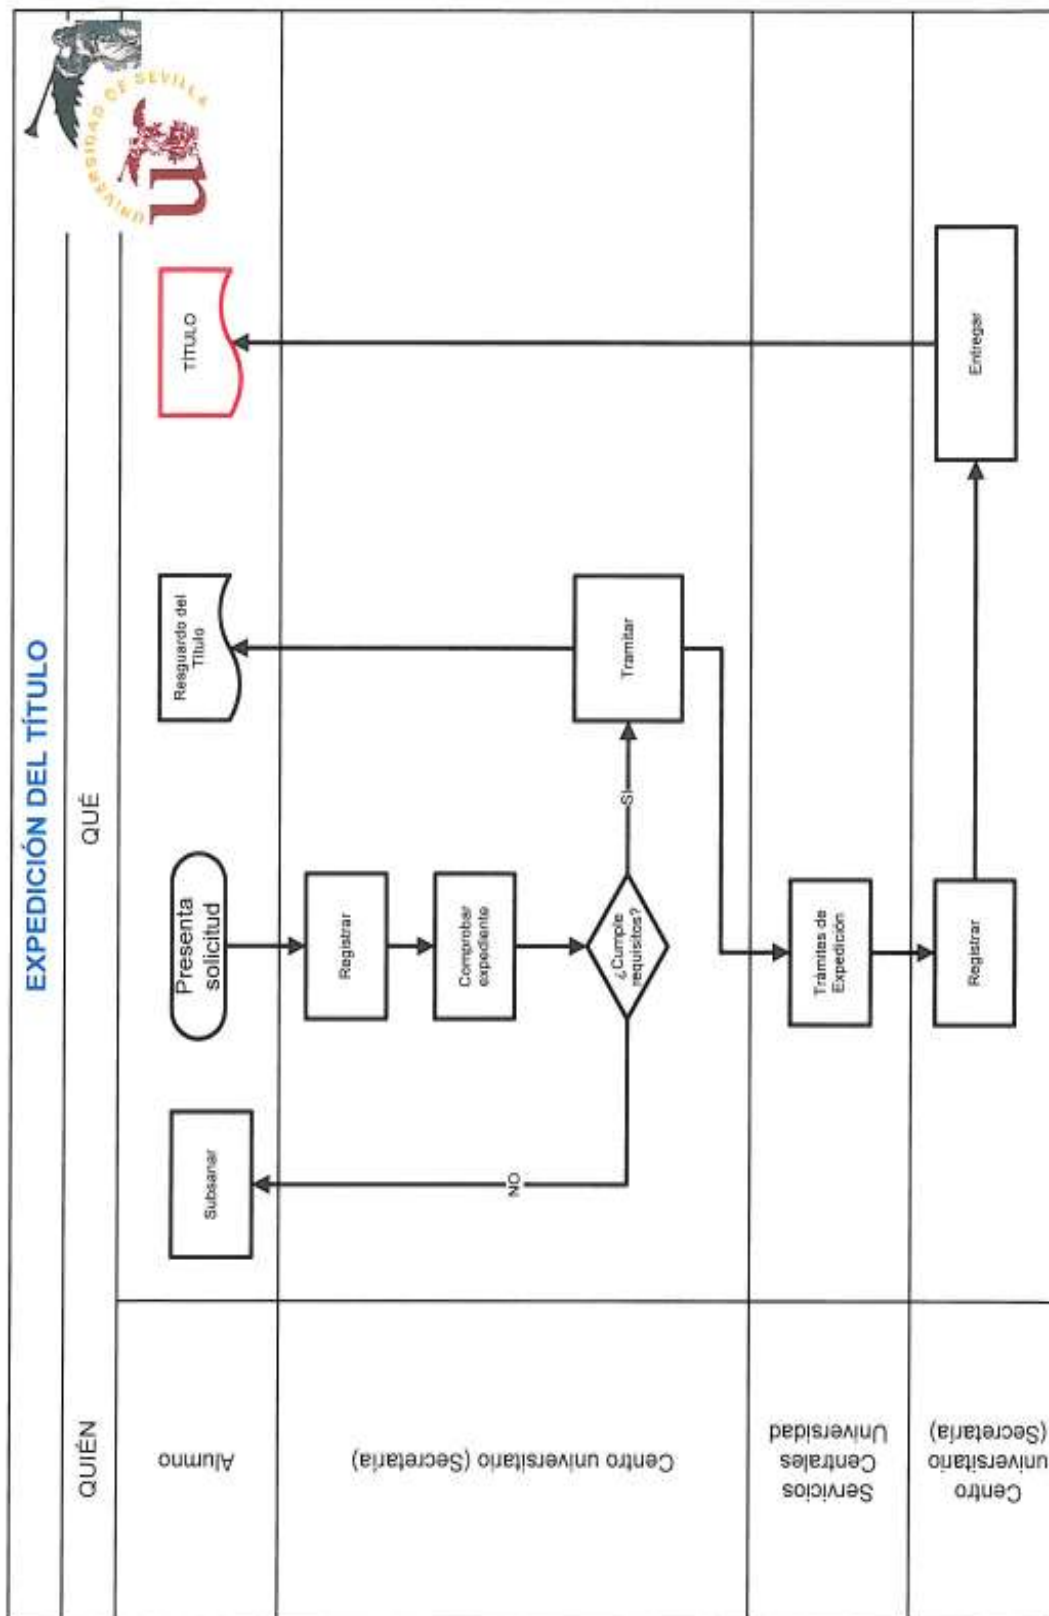 EXPEDICIÓN DEL TÍTULO
QUIÉN
QUÉ
UNIVERSIDAD DE SEVILLA
Alumno
Subsanar
Presenta
solicitud
Resguardo del
Título
TÍTULO
Centro universitario (Secretaría)
Registrar
Comprobar
expediente
¿Cumple
requisitos?
NO
SI
Tramitar
Servicios
Centrales
Universidad
Trámites de
Expedición
Centro
universitario
(Secretaría)
Registrar
Entregar